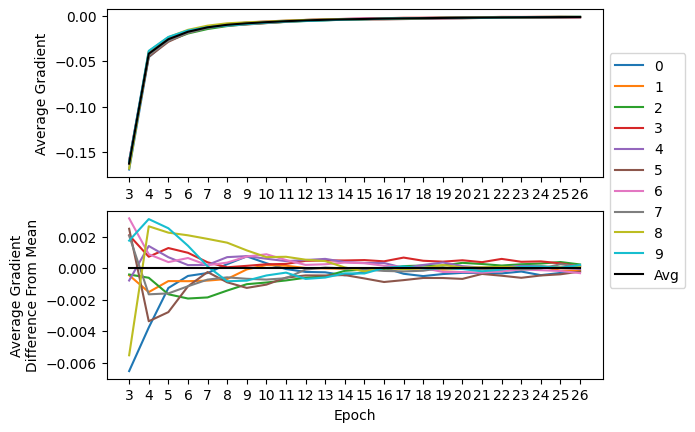 Average Gradient
0.00
−0.05
−0.10
−0.15
3 4 5 6 7 8 9 10 11 12 13 14 15 16 17 18 19 20 21 22 23 24 25 26
Average Gradient
Difference From Mean
0.002
0.000
−0.002
−0.004
−0.006
3 4 5 6 7 8 9 10 11 12 13 14 15 16 17 18 19 20 21 22 23 24 25 26
Epoch
0
1
2
3
4
5
6
7
8
9
Avg